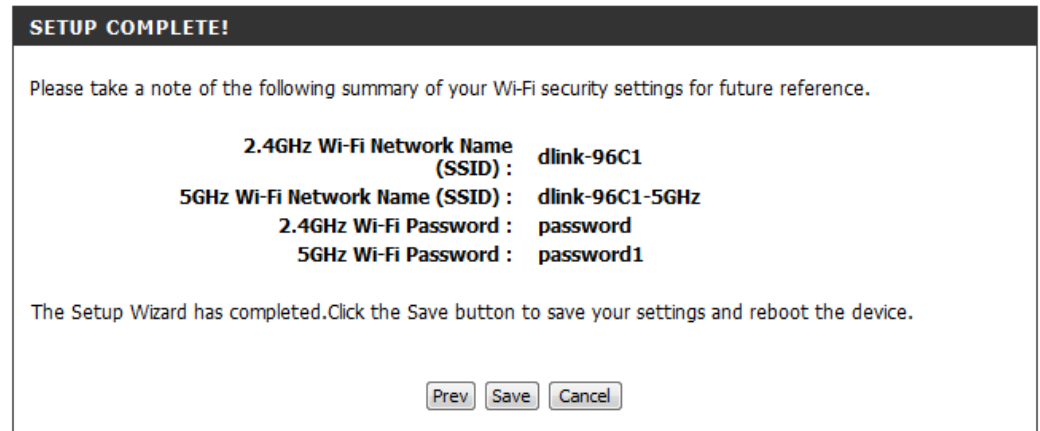 SETUP COMPLETE!
Please take a note of the following summary of your Wi-Fi security settings for future reference.
2.4GHz Wi-Fi Network Name
(SSID) : dlink-96C1
5GHz Wi-Fi Network Name (SSID) : dlink-96C1-5GHz
2.4GHz Wi-Fi Password : password
5GHz Wi-Fi Password : password1
The Setup Wizard has completed.Click the Save button to save your settings and reboot the device.
Prev Save Cancel